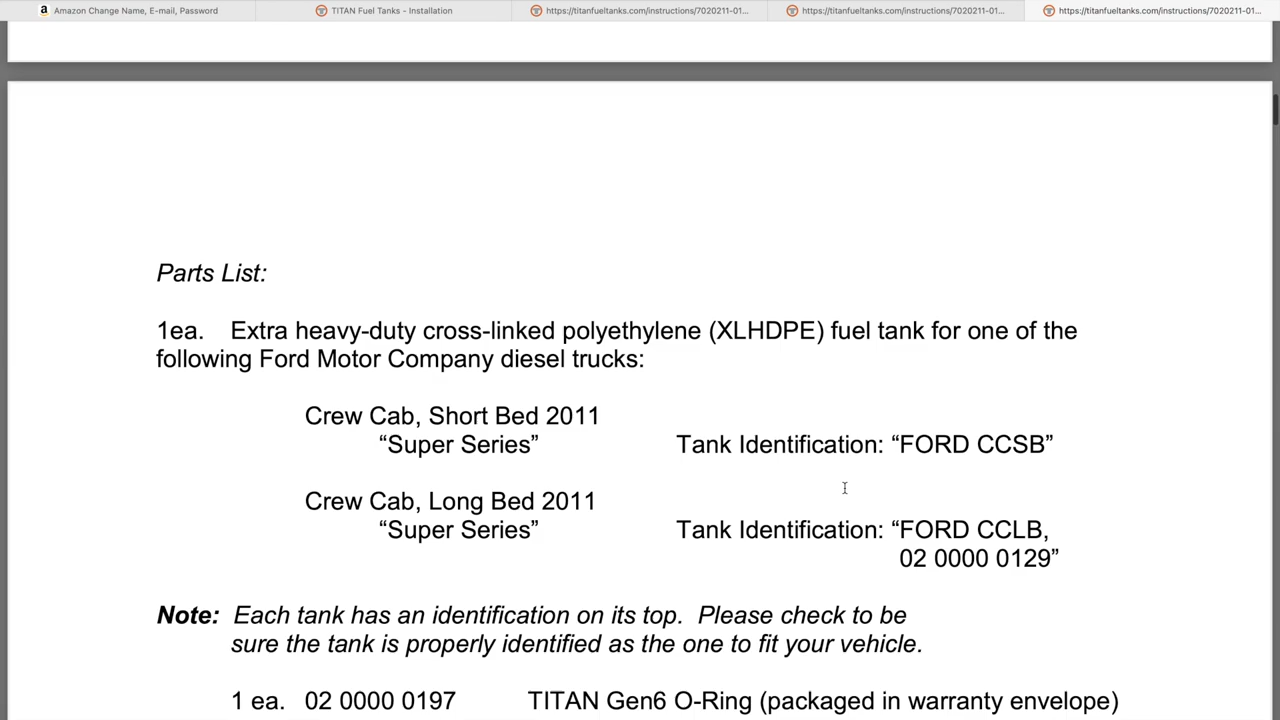 Amazon Change Name, E-mail, Password
TITAN Fuel Tanks - Installation
https://titanfueltanks.com/instructions/7020211-01...
https://titanfueltanks.com/instructions/7020211-01...
https://titanfueltanks.com/instructions/7020211-01...
Parts List:
1ea. Extra heavy-duty cross-linked polyethylene (XLHDPE) fuel tank for one of the
following Ford Motor Company diesel trucks:
Crew Cab, Short Bed 2011
“Super Series” Tank Identification: “FORD CCSB”
Crew Cab, Long Bed 2011
“Super Series” Tank Identification: “FORD CCLB,
02 0000 0129”
Note: Each tank has an identification on its top. Please check to be
sure the tank is properly identified as the one to fit your vehicle.
1 ea. 02 0000 0197 TITAN Gen6 O-Ring (packaged in warranty envelope)